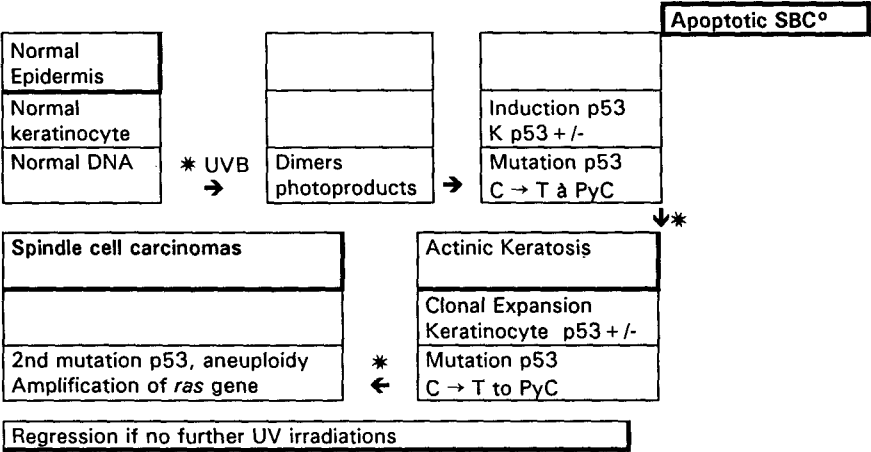 Apoptotic SBC°
Normal
Epidermis
Normal
keratinocyte
Normal DNA
* UVB
→
Dimers
photoproducts
→
Induction p53
K p53 + /-
Mutation p53
C → T à PyC
↓*
Spindle cell carcinomas
2nd mutation p53, aneuploidy
Amplification of ras gene
*
←
Actinic Keratosis
Clonal Expansion
Keratinocyte p53 + /-
Mutation p53
C → T to PyC
Regression if no further UV irradiations